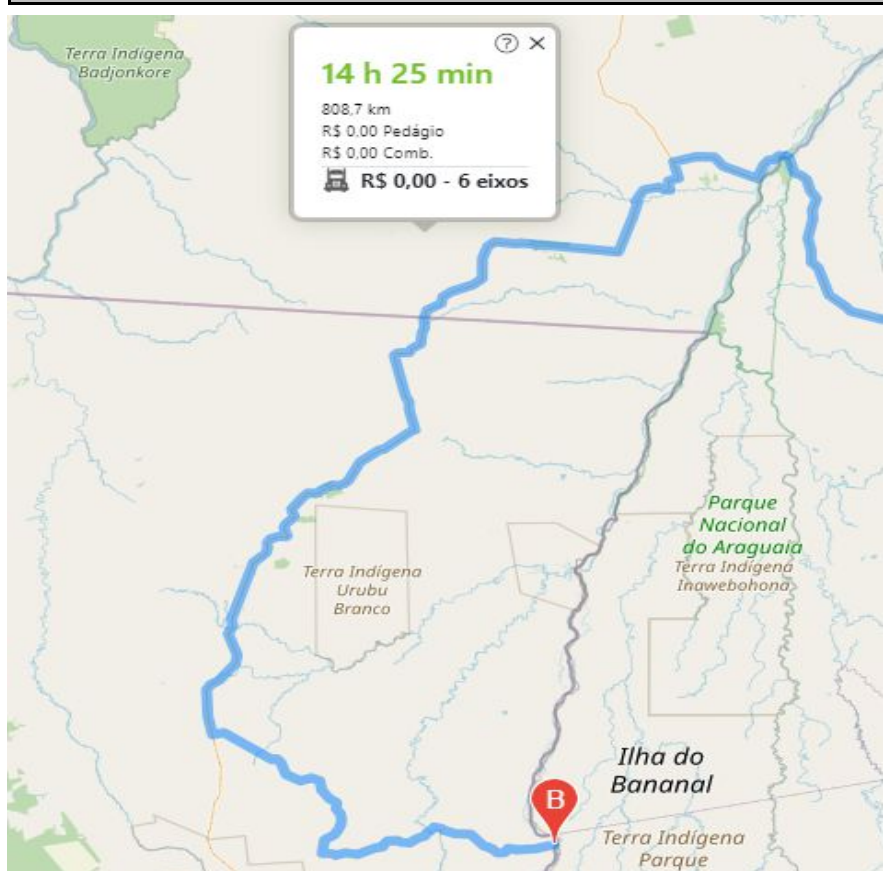 Terra Indígena
Badjonkore
?
14 h 25 min
808,7 km
R$ 0,00 Pedágio
R$ 0,00 Comb.
R$ 0,00 - 6 eixos
Parque
Nacional
do Araguaia
Terra Indígena
Inawebohona
Terra Indígena
Urubu
Branco
Ilha do
Bananal
B
Terra Indígena
Parque